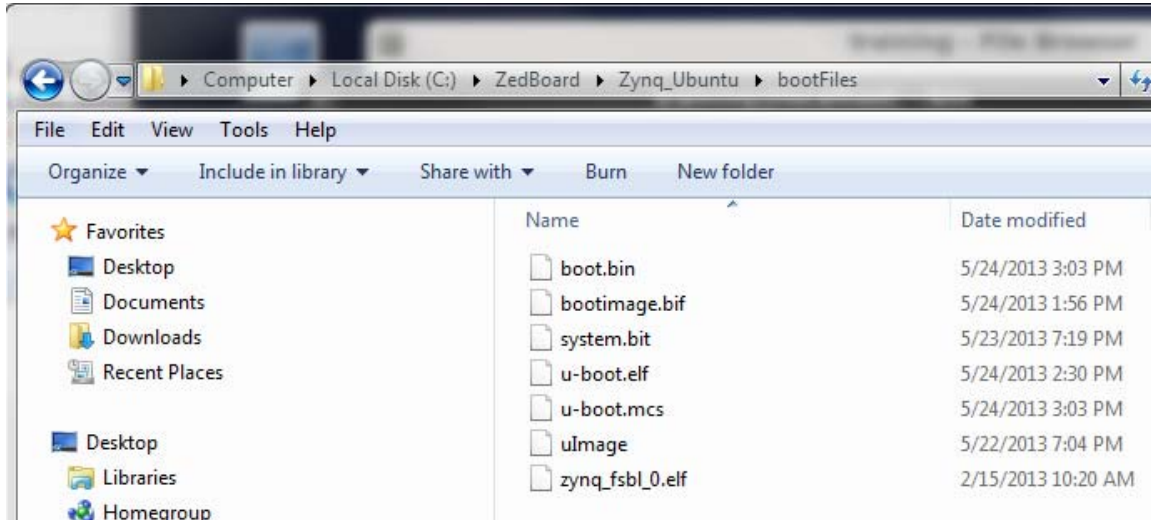 training - File Browser
Computer Local Disk (C:) ZedBoard Zynq_Ubuntu bootFiles
File Edit View Tools Help
Organize Include in library Share with Burn New folder
Favorites
Desktop
Documents
Downloads
Recent Places
Desktop
Libraries
Homegroup
Name Date modified
boot.bin 5/24/2013 3:03 PM
bootimage.bif 5/24/2013 1:56 PM
system.bit 5/23/2013 7:19 PM
u-boot.elf 5/24/2013 2:30 PM
u-boot.mcs 5/24/2013 3:03 PM
uImage 5/22/2013 7:04 PM
zynq_fsbl_0.elf 2/15/2013 10:20 AM